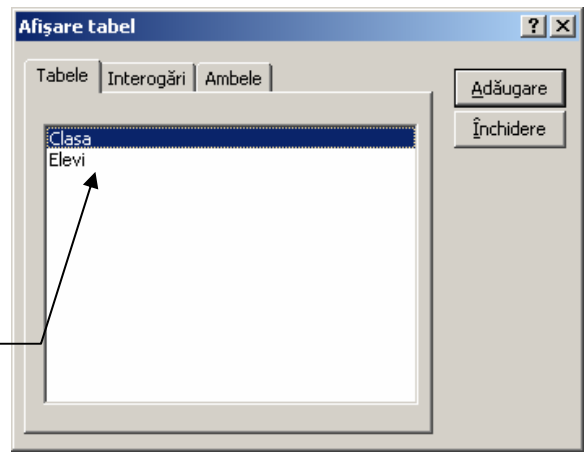 Afişare tabel
Tabele Interogări Ambele
Adăugare
Închidere
Clasa
Elevi